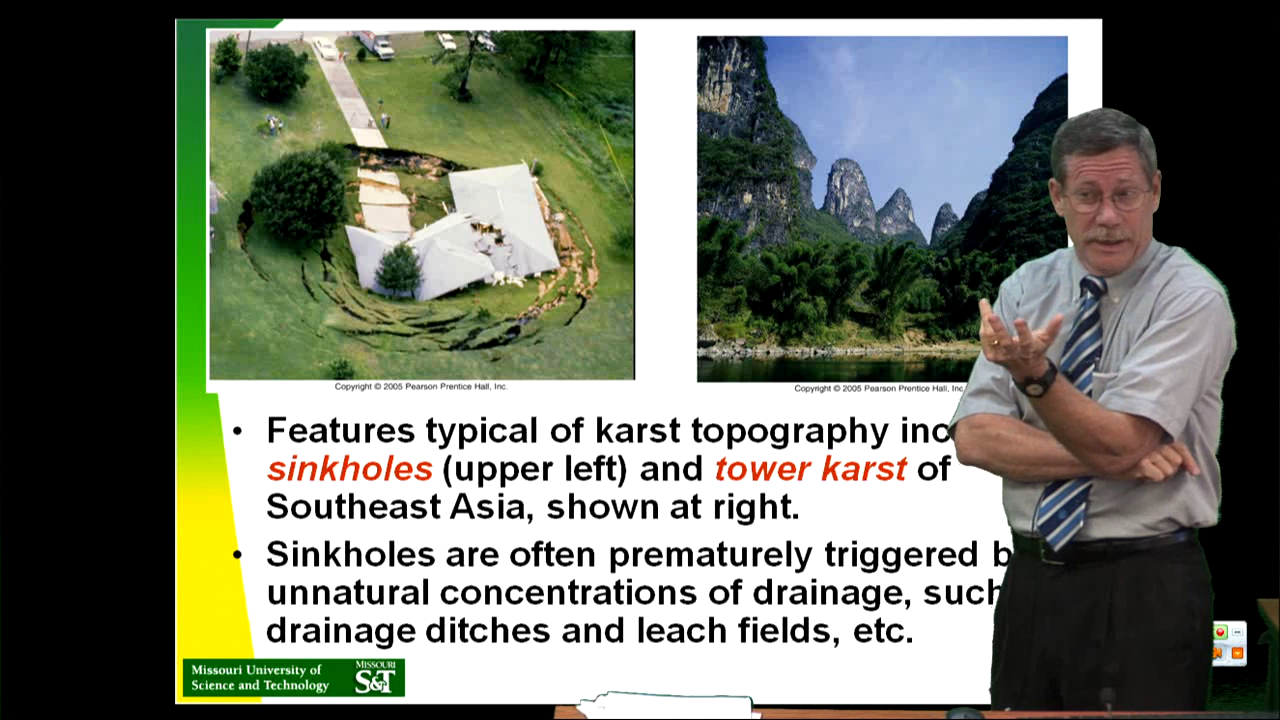 Copyright © 2005 Pearson Prentice Hall, Inc.
Copyright © 2005 Pearson Prentice Hall, Inc.
• Features typical of karst topography
sinkholes (upper left) and tower karst of
Southeast Asia, shown at right.
• Sinkholes are often prematurely triggered
unnatural concentrations of drainage, such
drainage ditches and leach fields, etc.
Missouri University of
Science and Technology
MISSOURI
S&T